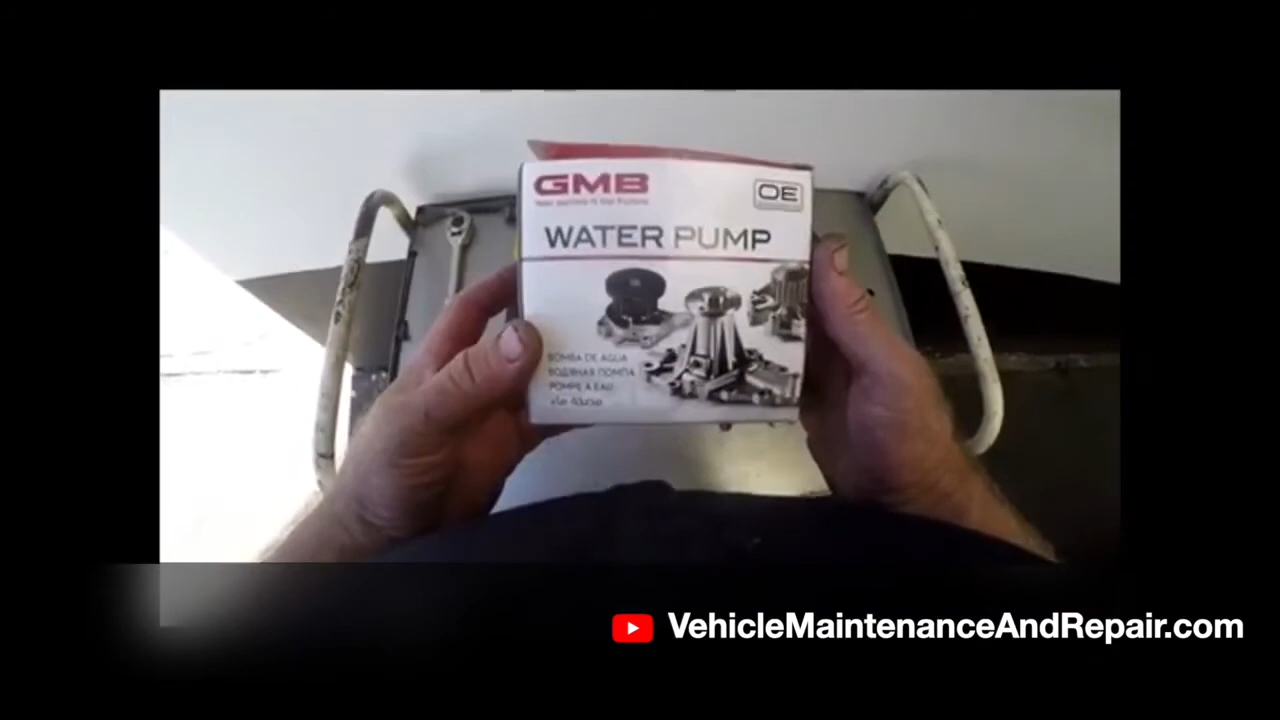 GMB
OE
WATER PUMP
BOMBA DE AGUA
ВОДЯНАЯ ПОМПА
POMPE À EAU
VehicleMaintenanceAndRepair.com